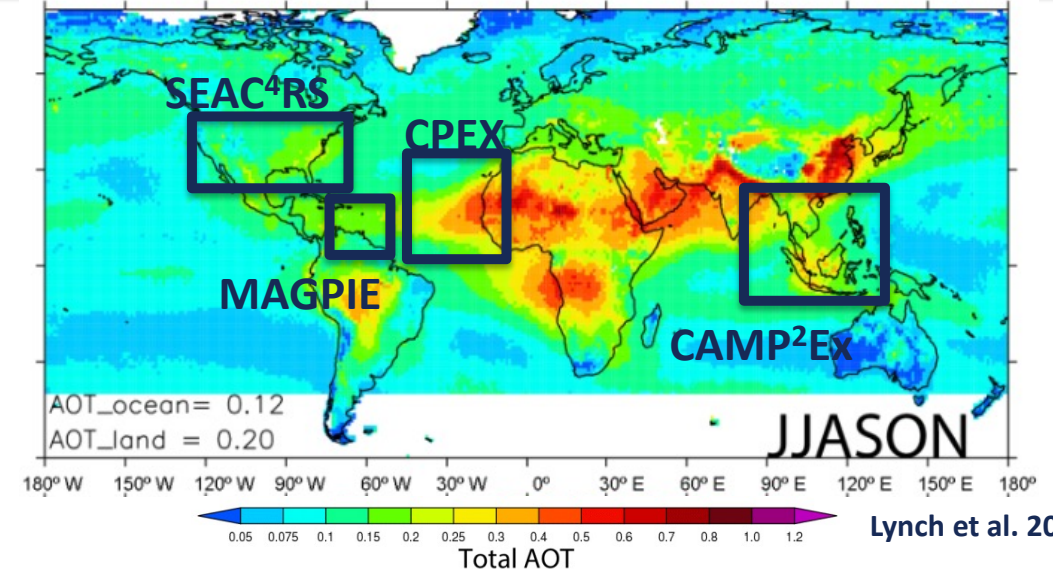 SEAC⁴RS
CPEX
MAGPIE
CAMP²Ex
AOT_ocean= 0.12
AOT_land = 0.20
JJASON
180° W 150° W 120° W 90° W 60° W 30° W 0° 30° E 60° E 90° E 120° E 150° E 180°
0.05 0.075 0.1 0.15 0.2 0.25 0.3 0.4 0.5 0.6 0.7 0.8 1.0 1.2
Total AOT
Lynch et al. 20